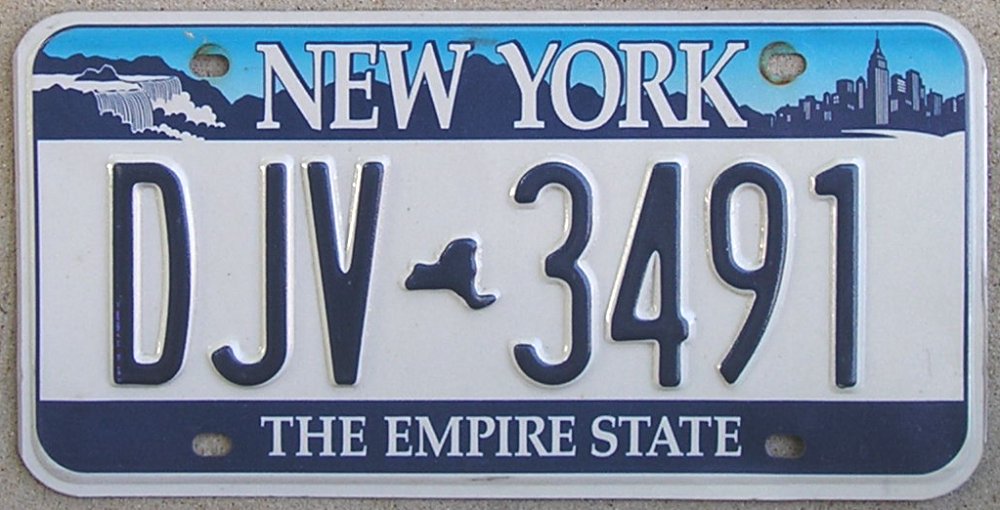 NEW YORK
DJV 3491
THE EMPIRE STATE